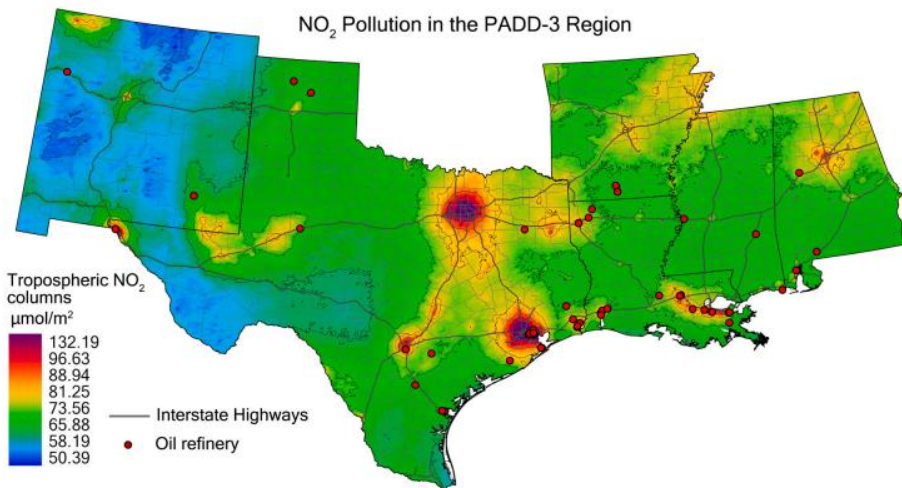 NO₂ Pollution in the PADD-3 Region
Tropospheric NO₂
columns
μmol/m²
132.19
96.63
88.94
81.25
73.56
65.88
58.19
50.39
Interstate Highways
Oil refinery